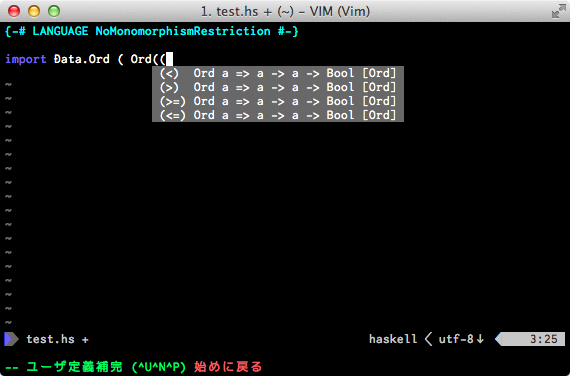 1. test.hs + (~) – VIM (Vim)
{-# LANGUAGE NoMonomorphismRestriction #-}
import Data.Ord ( Ord((
(<) Ord a => a -> a -> Bool [Ord]
(>) Ord a => a -> a -> Bool [Ord]
(>=) Ord a => a -> a -> Bool [Ord]
(<=) Ord a => a -> a -> Bool [Ord]
~
~
~
~
~
~
~
~
~
~
~
~
~
test.hs + haskell utf-8↓ 3:25
-- ユーザ定義補完 (^U^N^P) 始めに戻る